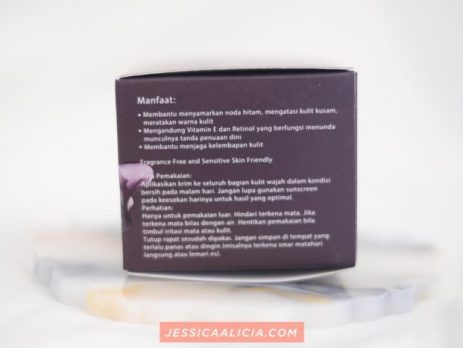 Manfaat:
• Membantu menyamarkan noda hitam, mengatasi kulit kusam,
meratakan warna kulit
• Mengandung Vitamin E dan Retinol yang berfungsi menunda
munculnya tanda penuaan dini
• Membantu menjaga kelembapan kulit
Fragrance Free and Sensitive Skin Friendly
Cara Pemakaian:
Aplikasikan krim ke seluruh bagian kulit wajah dalam kondisi
bersih pada malam hari. Jangan lupa gunakan sunscreen
pada keesokan harinya untuk hasil yang optimal.
Perhatian:
Hanya untuk pemakaian luar. Hindari terkena mata. Jika
terkena mata bilas dengan air. Hentikan pemakaian bila
timbul iritasi mata atau kulit.
Tutup rapat sesudah dipakai. Jangan simpan di tempat yang
terlalu panas atau dingin (misalnya terkena sinar matahari
langsung atau lemari es).
JESSICAALICIA.COM